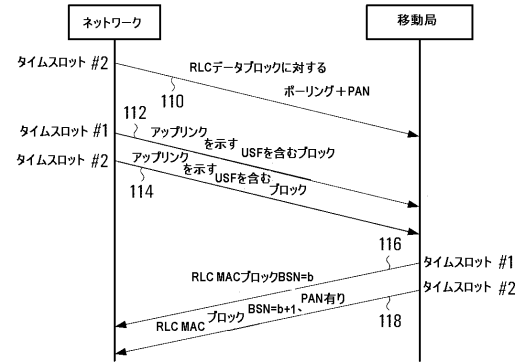 ネットワーク
移動局
タイムスロット #2
RLCデータブロックに対する
ポーリング+PAN
110
112
タイムスロット #1
アップリンク
を示す
USFを含むブロック
タイムスロット #2
アップリンク
を示す
USFを含む
ブロック
114
116
タイムスロット #1
RLC MACブロックBSN=b
タイムスロット #2
RLC MAC
ブロック
BSN=b+1、
PAN有り
118